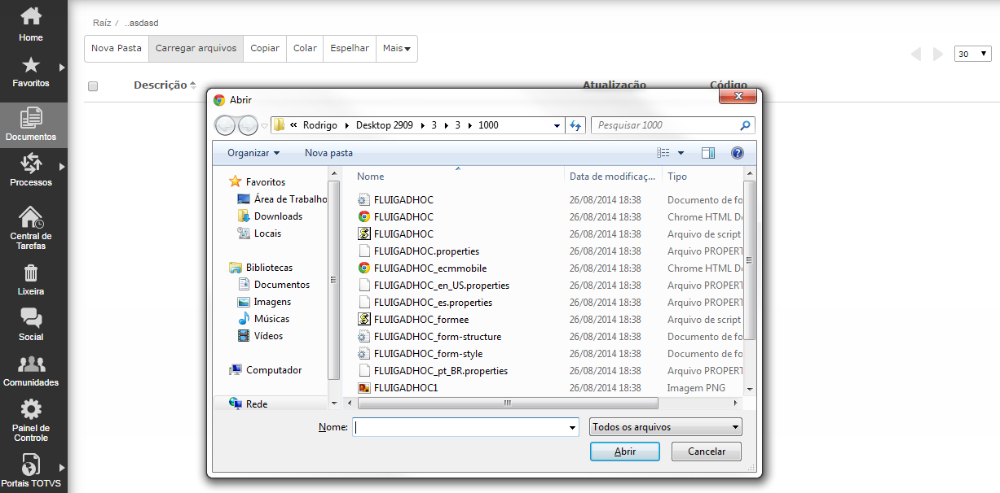 Home
Favoritos
Documentos
Processos
Central de
Tarefas
Lixeira
Social
Comunidades
Painel de
Controle
Portais TOTVS
Raíz / ..asdasd
Nova Pasta Carregar arquivos Copiar Colar Espelhar Mais
30
Descrição Atualização Código
Abrir
« Rodrigo Desktop 2909 3 3 1000 Pesquisar 1000
Organizar Nova pasta
Favoritos
Área de Trabalho
Downloads
Locais
Bibliotecas
Documentos
Imagens
Músicas
Vídeos
Computador
Rede
Nome Data de modificaç... Tipo
FLUIGADHOC 26/08/2014 18:38 Documento de fo
FLUIGADHOC 26/08/2014 18:38 Chrome HTML Do
FLUIGADHOC 26/08/2014 18:38 Arquivo de script
FLUIGADHOC.properties 26/08/2014 18:38 Arquivo PROPERT
FLUIGADHOC_ecmmobile 26/08/2014 18:38 Chrome HTML Do
FLUIGADHOC_en_US.properties 26/08/2014 18:38 Arquivo PROPERT
FLUIGADHOC_es.properties 26/08/2014 18:38 Arquivo PROPERT
FLUIGADHOC_formee 26/08/2014 18:38 Arquivo de script
FLUIGADHOC_form-structure 26/08/2014 18:38 Documento de fo
FLUIGADHOC_form-style 26/08/2014 18:38 Documento de fo
FLUIGADHOC_pt_BR.properties 26/08/2014 18:38 Arquivo PROPERT
FLUIGADHOC1 26/08/2014 18:38 Imagem PNG
Nome: Todos os arquivos
Abrir Cancelar